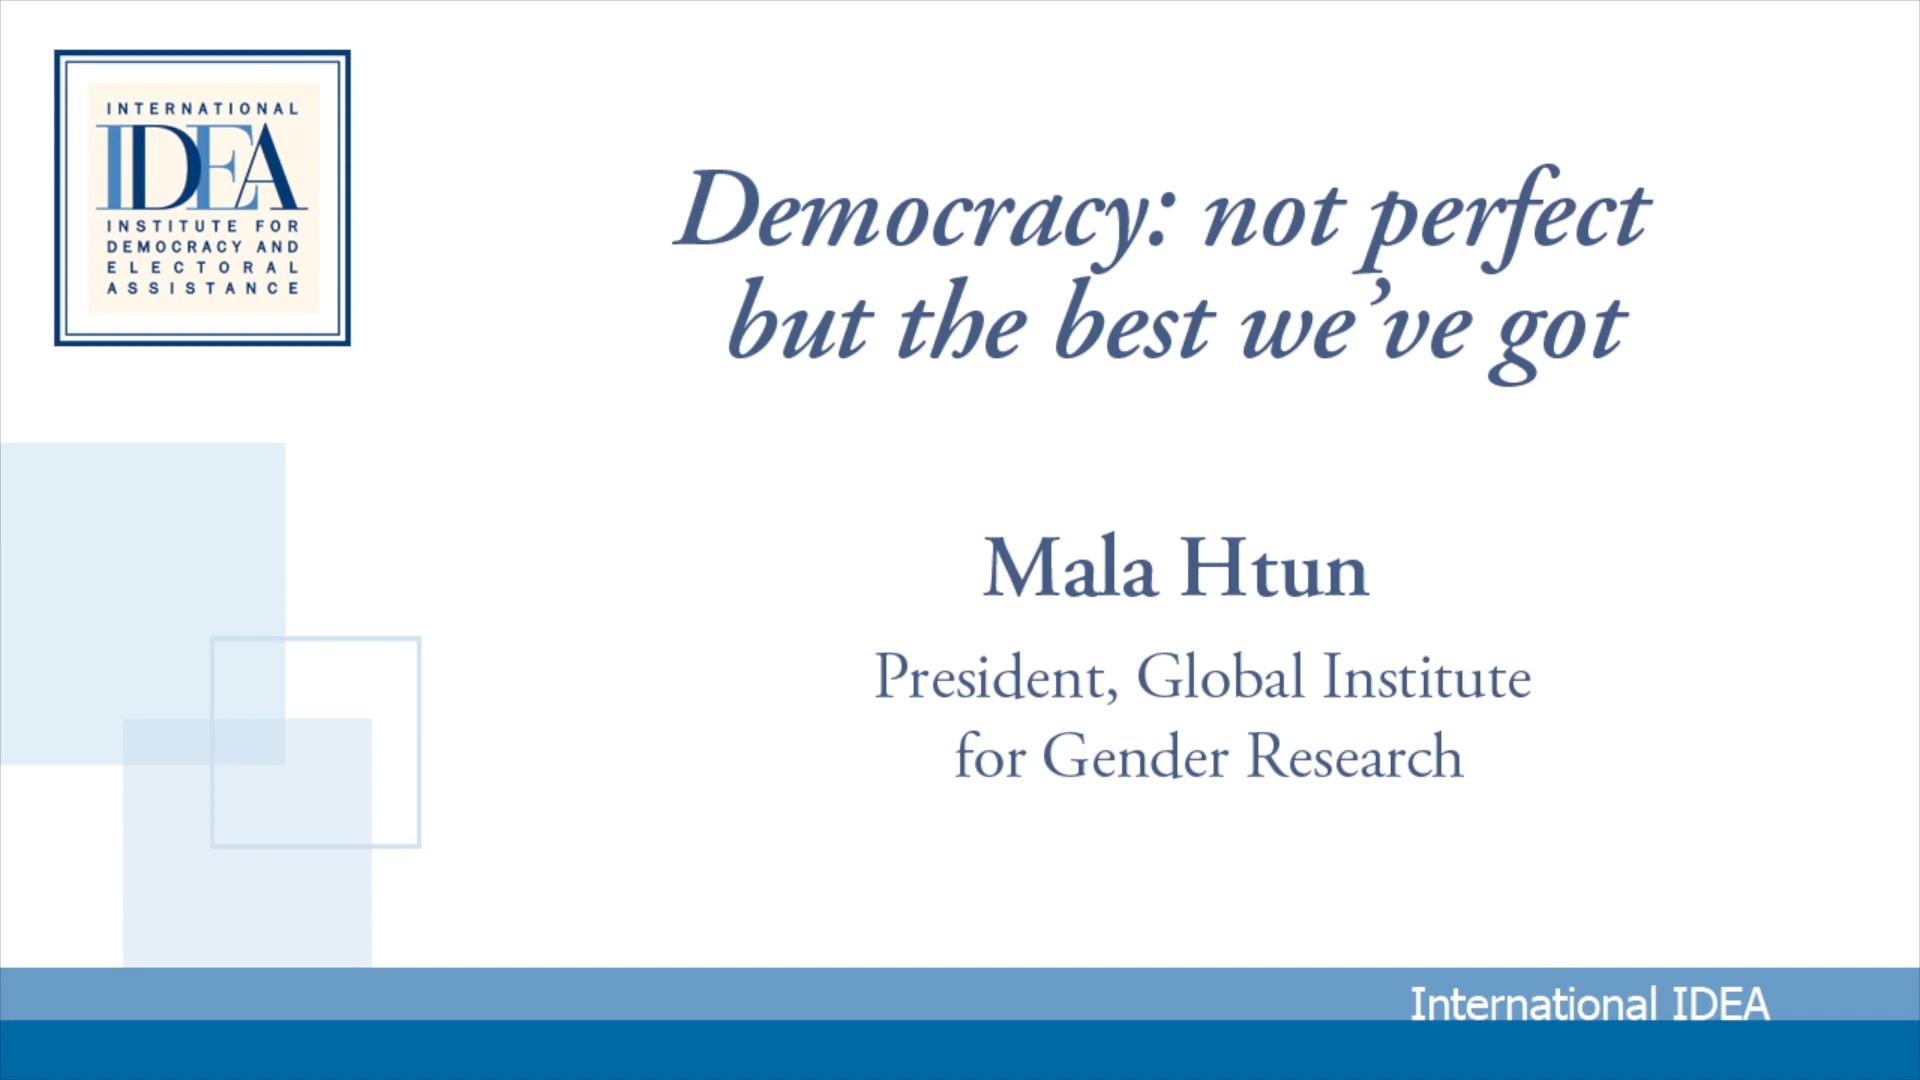 INTERNATIONAL
IDEA
INSTITUTE FOR
DEMOCRACY AND
ELECTORAL
ASSISTANCE
Democracy: not perfect
but the best we’ve got
Mala Htun
President, Global Institute
for Gender Research
International IDEA